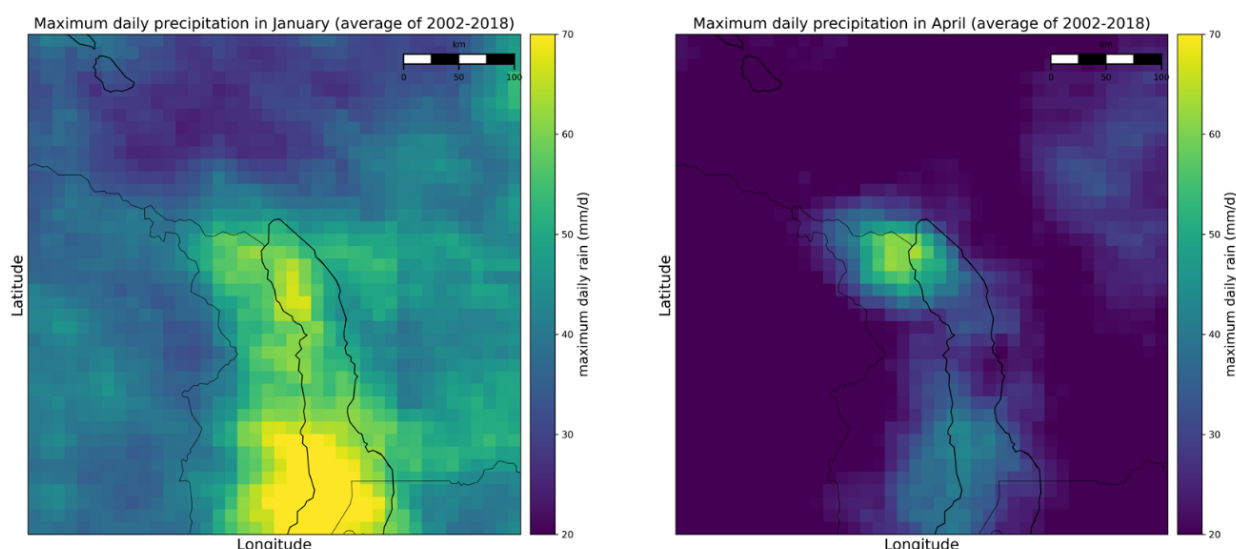 Maximum daily precipitation in January (average of 2002-2018)
km
0 50 100
Latitude
Longitude
70
60
50
40
30
20
maximum daily rain (mm/d)
Maximum daily precipitation in April (average of 2002-2018)
km
0 50 100
Latitude
Longitude
70
60
50
40
30
20
maximum daily rain (mm/d)